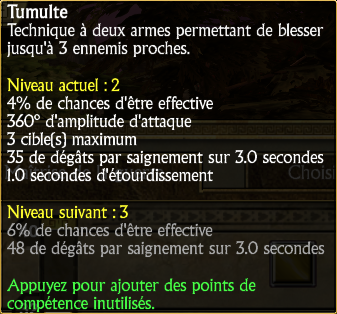 Tumulte
Technique à deux armes permettant de blesser
jusqu'à 3 ennemis proches.
Niveau actuel : 2
4% de chances d'être effective
360° d'amplitude d'attaque
3 cible(s) maximum
35 de dégâts par saignement sur 3.0 secondes
1.0 secondes d'étourdissement
Choisi
Niveau suivant : 3
6% de chances d'être effective
48 de dégâts par saignement sur 3.0 secondes
Appuyez pour ajouter des points de
compétence inutilisés.